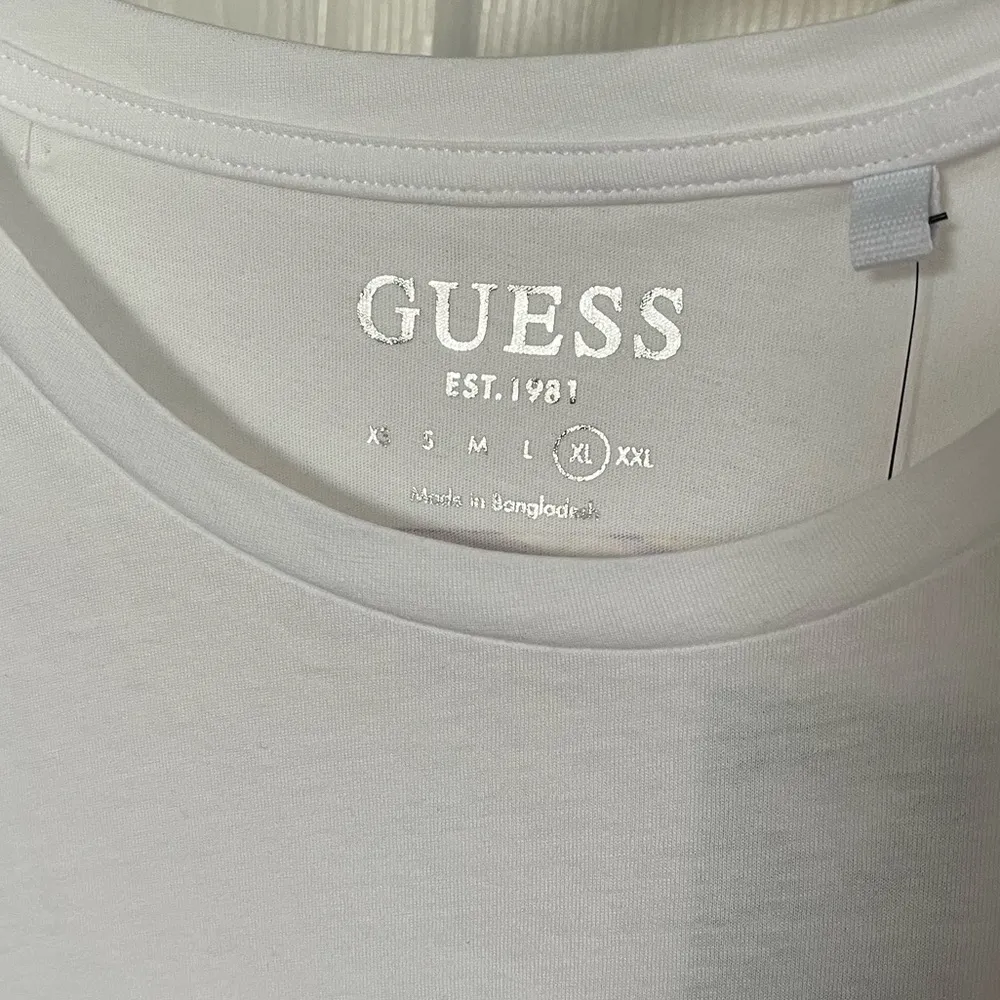 GUESS
EST. 1981
XS S M L XL XXL
Made in Bangladesh